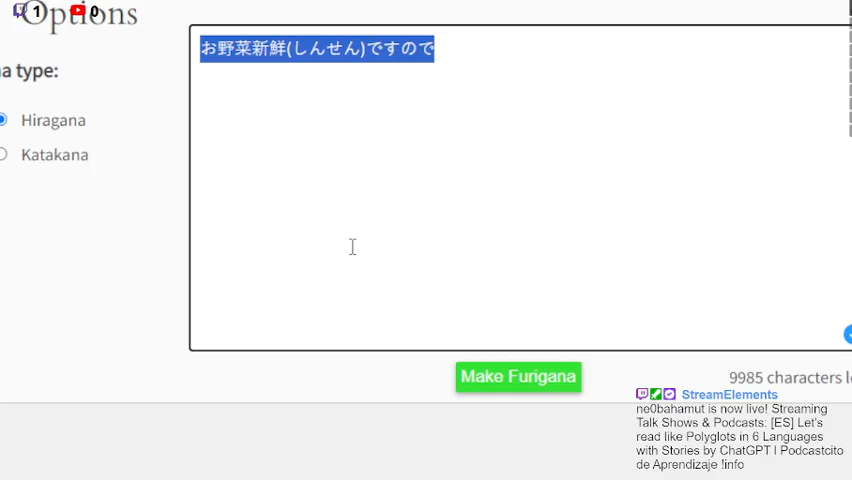 Options
1
0
お野菜新鮮(しんせん)ですので
a type:
Hiragana
Katakana
Make Furigana
9985 characters l
StreamElements
ne0bahamut is now live! Streaming
Talk Shows & Podcasts: [ES] Let's
read like Polyglots in 6 Languages
with Stories by ChatGPT l Podcastcito
de Aprendizaje !info